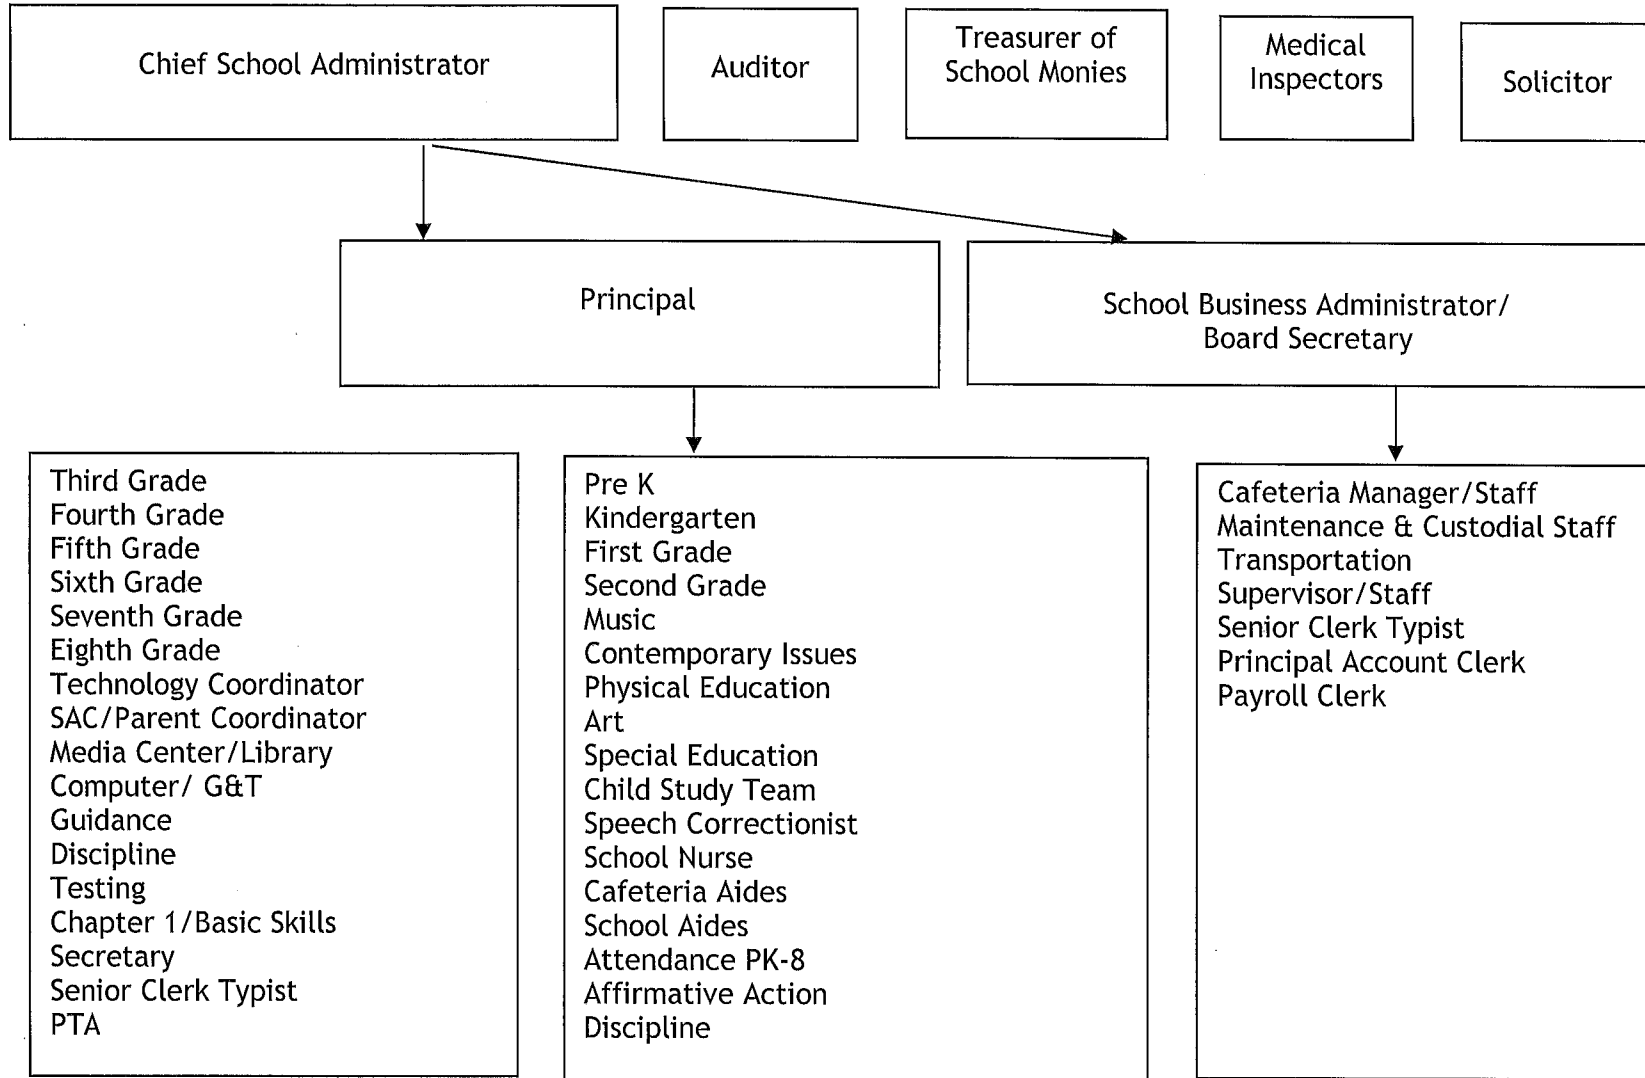 Chief School Administrator
Auditor
Treasurer of
School Monies
Medical
Inspectors
Solicitor
Principal
School Business Administrator/
Board Secretary
Third Grade
Fourth Grade
Fifth Grade
Sixth Grade
Seventh Grade
Eighth Grade
Technology Coordinator
SAC/Parent Coordinator
Media Center/Library
Computer/ G&T
Guidance
Discipline
Testing
Chapter 1/Basic Skills
Secretary
Senior Clerk Typist
PTA
Pre K
Kindergarten
First Grade
Second Grade
Music
Contemporary Issues
Physical Education
Art
Special Education
Child Study Team
Speech Correctionist
School Nurse
Cafeteria Aides
School Aides
Attendance PK-8
Affirmative Action
Discipline
Cafeteria Manager/Staff
Maintenance & Custodial Staff
Transportation
Supervisor/Staff
Senior Clerk Typist
Principal Account Clerk
Payroll Clerk